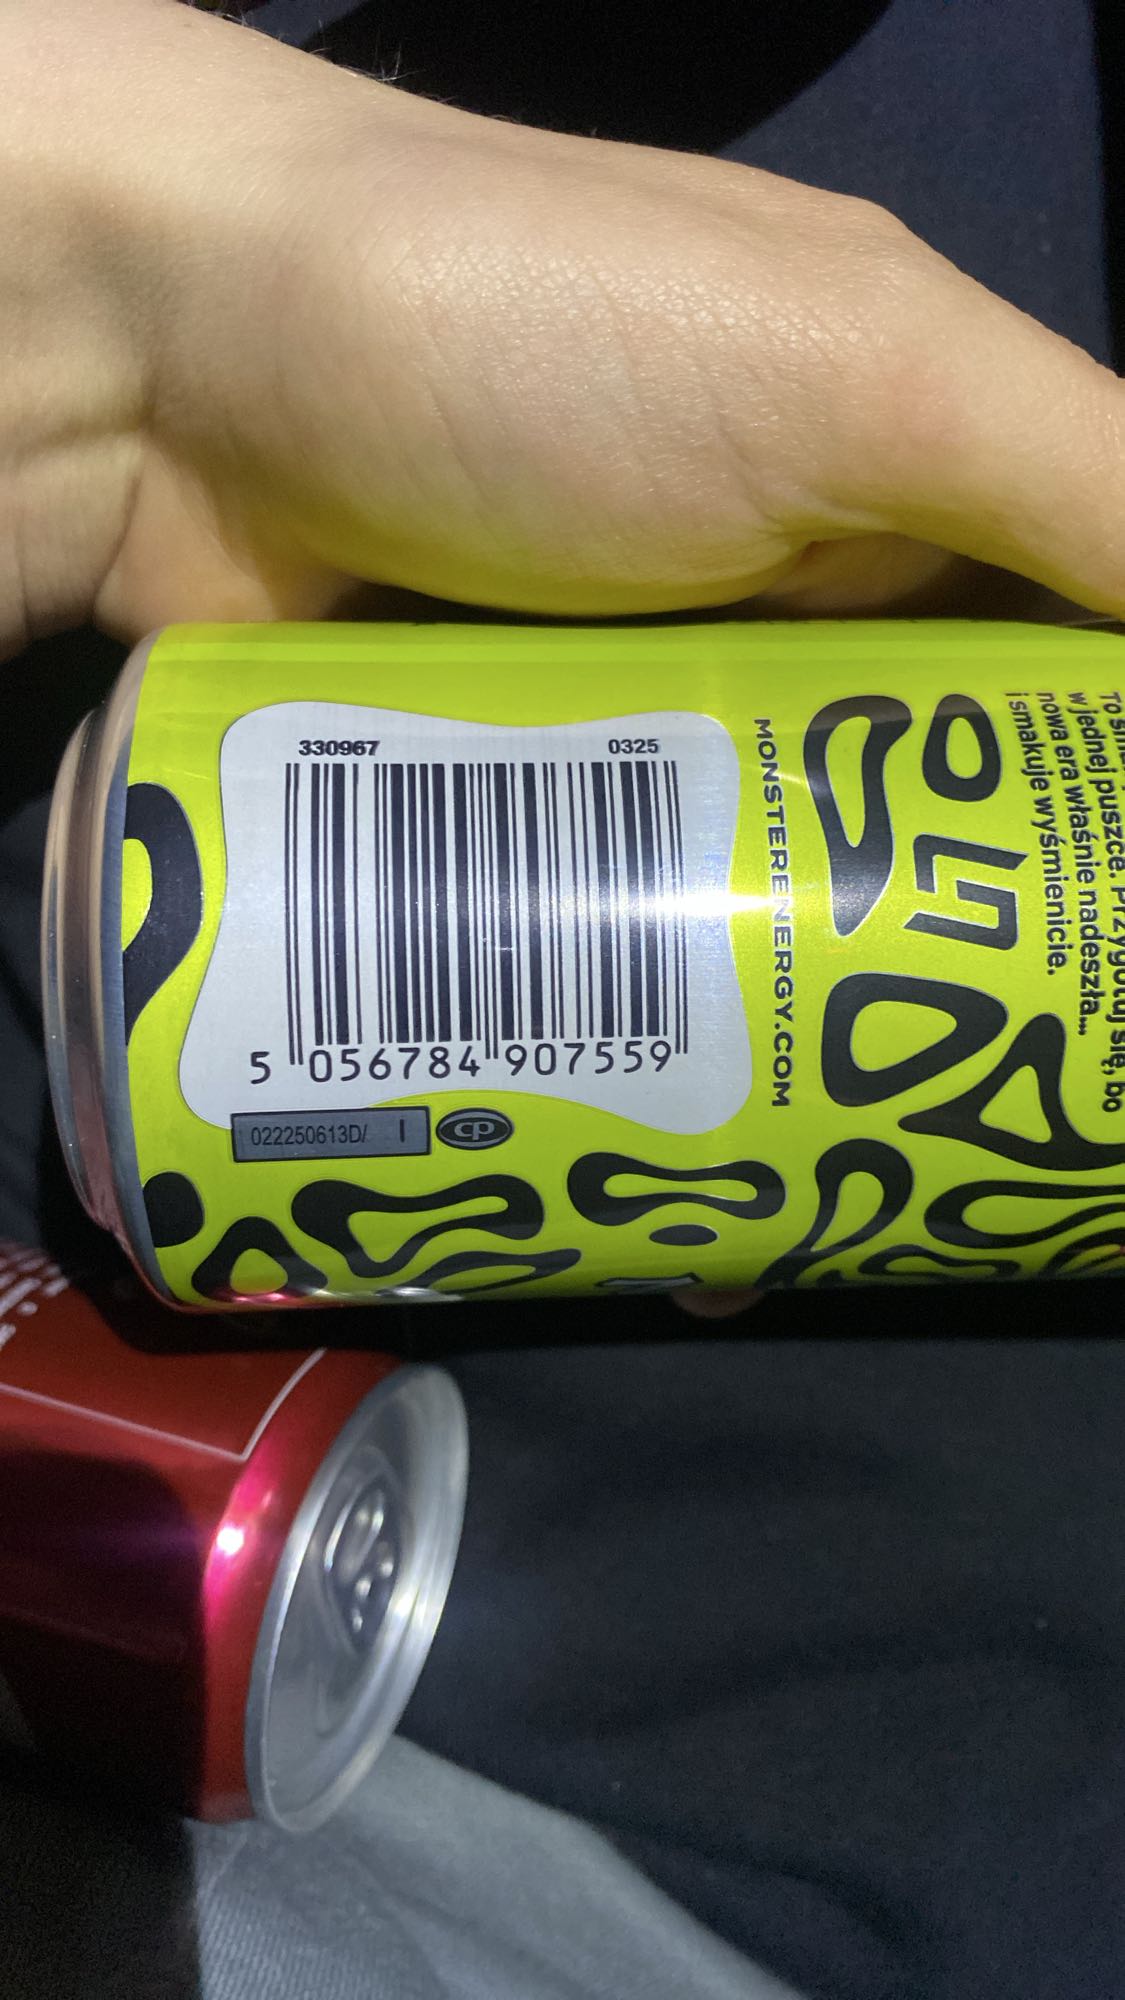 330967 0325
5 056784 907559
022250613D/ I
CP
MONSTERENERGY.COM
w jednej puszce. Przygotuj się, bo
nowa era właśnie nadeszła...
i smakuje wyśmienicie.